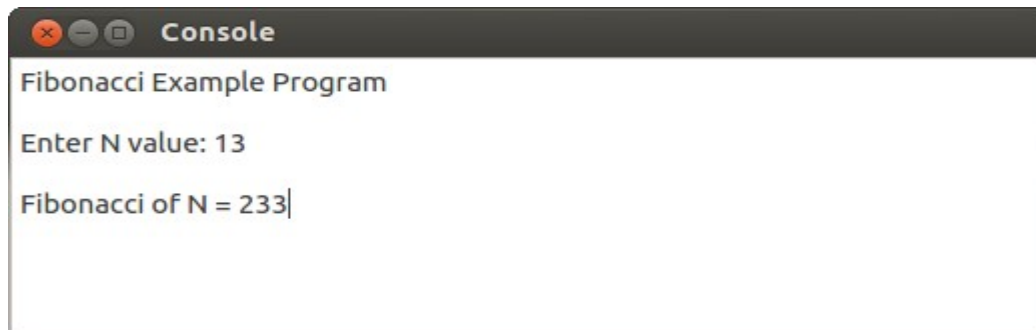 Console
Fibonacci Example Program
Enter N value: 13
Fibonacci of N = 233